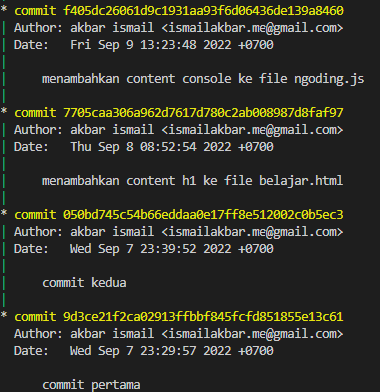 * commit f405dc26061d9c1931aa93f6d06436de139a8460
| Author: akbar ismail <ismailakbar.me@gmail.com>
| Date:   Fri Sep 9 13:23:48 2022 +0700
|
|     menambahkan content console ke file ngoding.js
|
* commit 7705caa306a962d7617d780c2ab008987d8faf97
| Author: akbar ismail <ismailakbar.me@gmail.com>
| Date:   Thu Sep 8 08:52:54 2022 +0700
|
|     menambahkan content h1 ke file belajar.html
|
* commit 050bd745c54b66eddaa0e17ff8e512002c0b5ec3
| Author: akbar ismail <ismailakbar.me@gmail.com>
| Date:   Wed Sep 7 23:39:52 2022 +0700
|
|     commit kedua
|
* commit 9d3ce21f2ca02913ffbbf845fcfd851855e13c61
  Author: akbar ismail <ismailakbar.me@gmail.com>
  Date:   Wed Sep 7 23:29:57 2022 +0700

      commit pertama